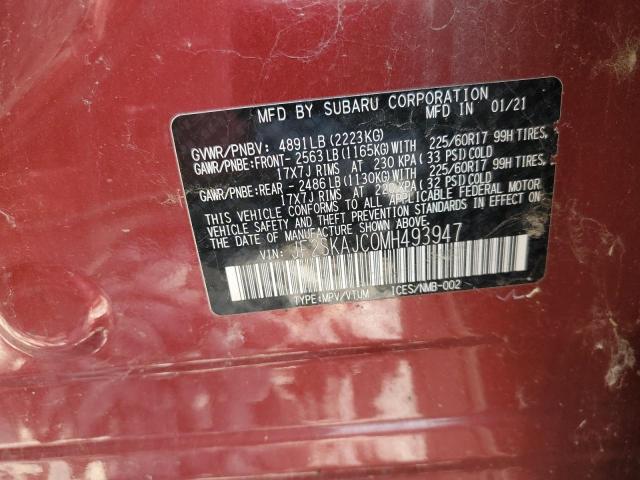 MFD BY SUBARU CORPORATION
MFD IN 01/21
GVWR/PNBV: 4891LB (2223KG)
GAWR/PNBE:FRONT- 2563 LB (1165KG) WITH 225/60R17 99H TIRES,
17X7J RIMS AT 230 KPA (33 PSI)COLD
GAWR/PNBE:REAR - 2486 LB (1130KG) WITH 225/60R17 99H TIRES,
17X7J RIMS AT 220 KPA (32 PSI)COLD
THIS VEHICLE CONFORMS TO ALL APPLICABLE FEDERAL MOTOR
VEHICLE SAFETY STANDARDS IN EFFECT ON
THE DATE OF MANUFACTURE SHOWN ABOVE.
VIN: JF2SKAJC0MH493947
TYPE:MPV/VTUM ICES/NMB-002